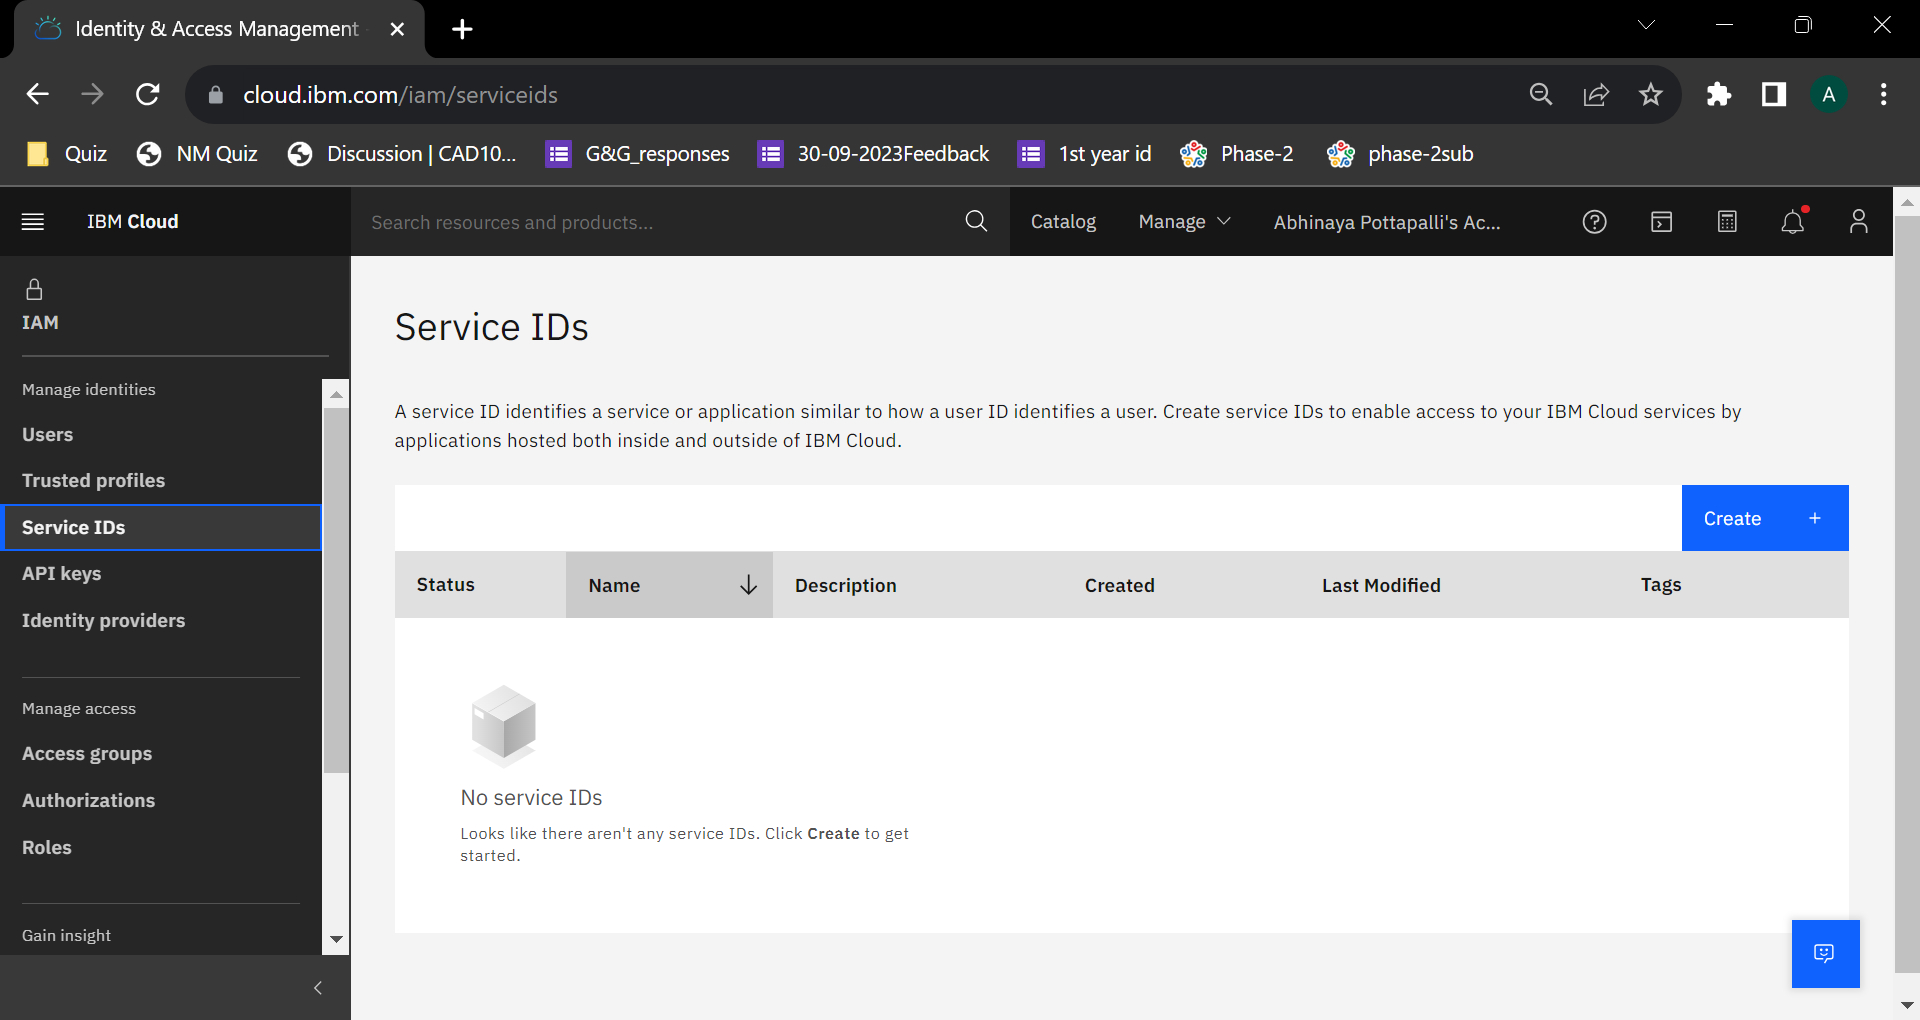 Identity & Access Management
cloud.ibm.com/iam/serviceids
A
Quiz
NM Quiz
Discussion | CAD10...
G&G_responses
30-09-2023Feedback
1st year id
Phase-2
phase-2sub
IBM Cloud
Search resources and products...
Catalog
Manage
Abhinaya Pottapalli's Ac...
IAM
Manage identities
Users
Trusted profiles
Service IDs
API keys
Identity providers
Manage access
Access groups
Authorizations
Roles
Gain insight
Service IDs
A service ID identifies a service or application similar to how a user ID identifies a user. Create service IDs to enable access to your IBM Cloud services by
applications hosted both inside and outside of IBM Cloud.
Create +
Status Name Description Created Last Modified Tags
No service IDs
Looks like there aren't any service IDs. Click Create to get
started.